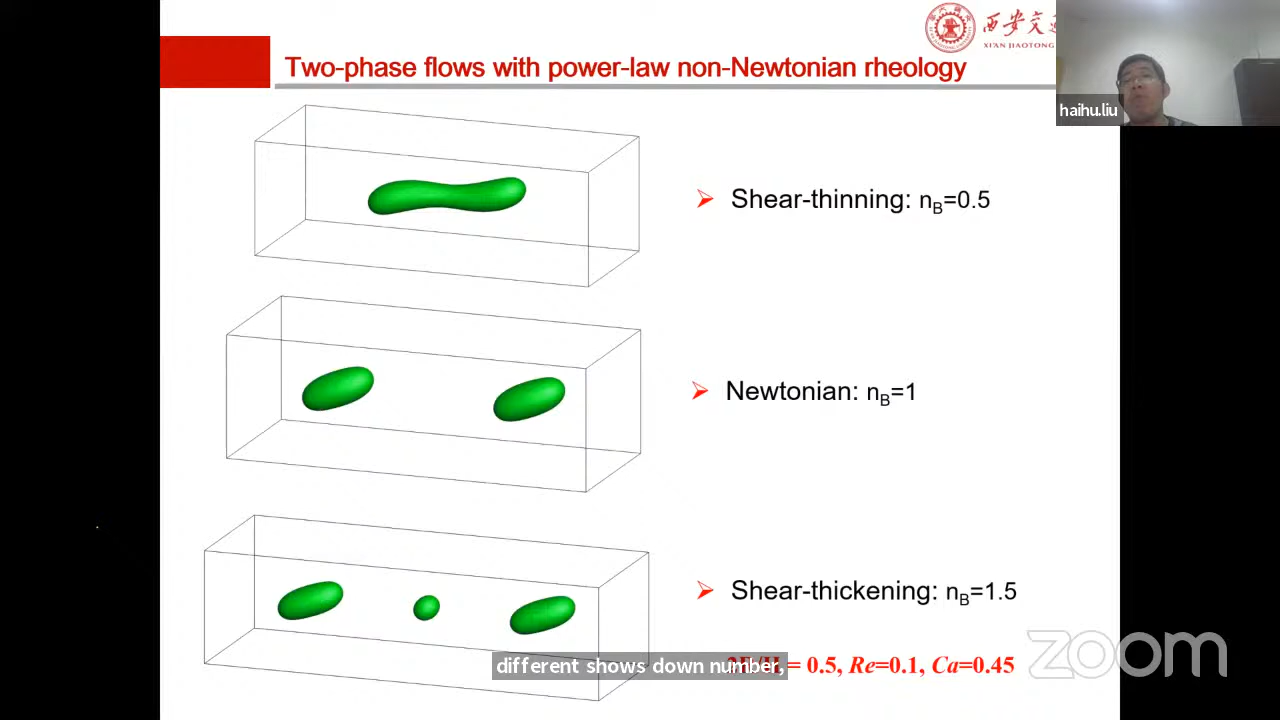 西安交
XI'AN JIAOTONG
Two-phase flows with power-law non-Newtonian rheology
haihu.liu
➢ Shear-thinning: nB=0.5
➢ Newtonian: nB=1
➢ Shear-thickening: nB=1.5
= 0.5, Re=0.1, Ca=0.45
different shows down number,
zoom